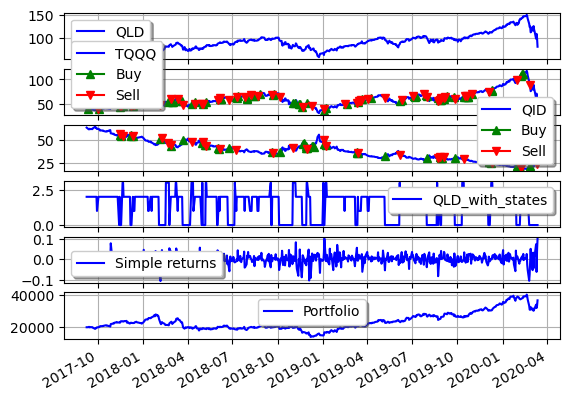 150
100
QLD
TQQQ
Buy
Sell
100
50
QID
Buy
Sell
50
25
2.5
0.0
QLD_with_states
0.1
0.0
-0.1
Simple returns
40000
20000
Portfolio
2017-10
2018-01
2018-04
2018-07
2018-10
2019-01
2019-04
2019-07
2019-10
2020-01
2020-04